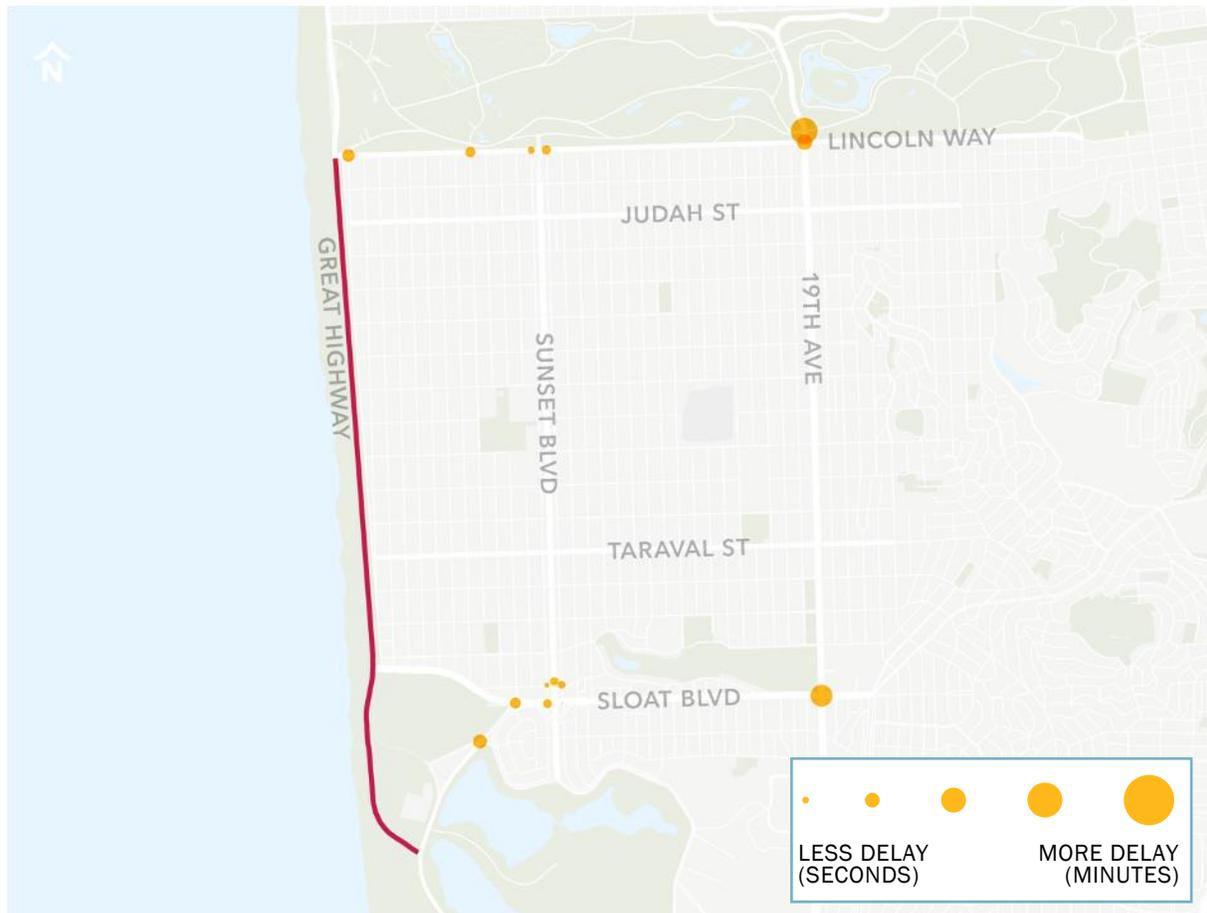 N
LINCOLN WAY
JUDAH ST
GREAT HIGHWAY
19TH AVE
SUNSET BLVD
TARAVAL ST
SLOAT BLVD
LESS DELAY
(SECONDS)
MORE DELAY
(MINUTES)